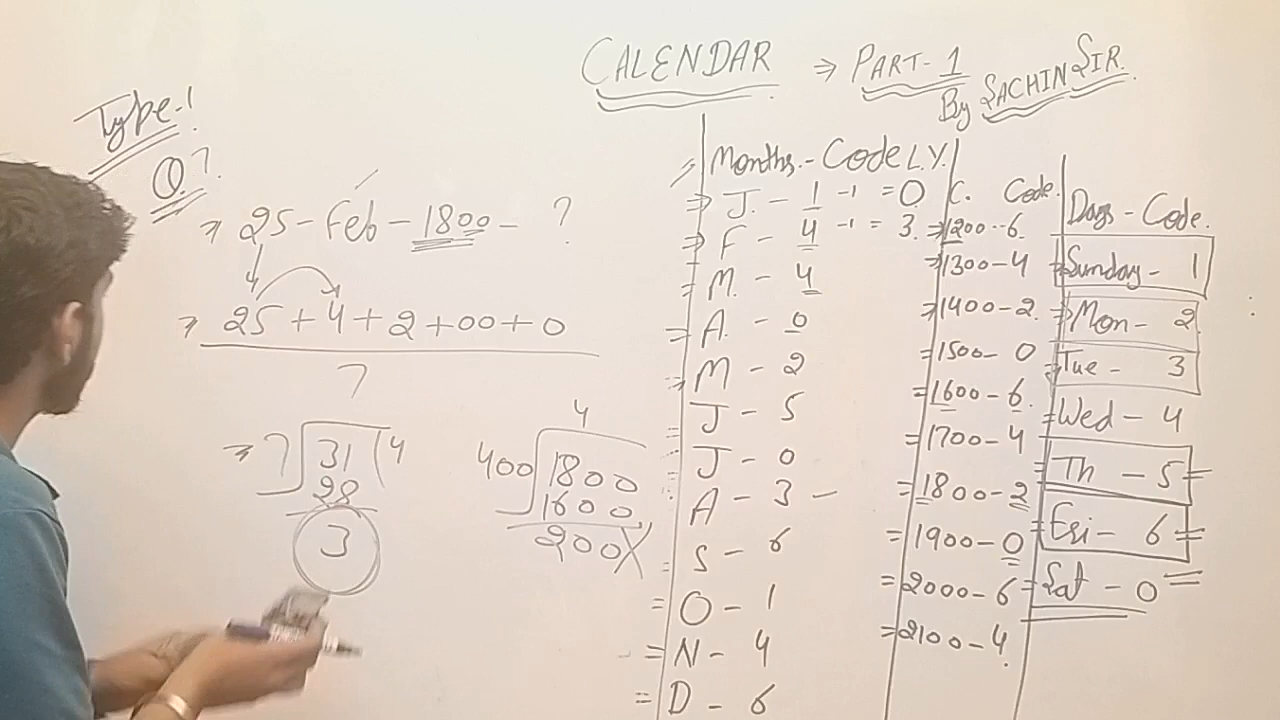 CALENDAR ⇒ PART-1
By SACHIN SIR.
Type-1
Q.7
⇒ 25-Feb-1800- ?
⇒ 25+4+2+00+0
7
⇒ 7 31 4
28
3
4
400 1800
1600
200X
Months.- Code L.Y.
⇒ J. - 1 -1 = 0
⇒ F - 4 -1 = 3.
= M. - 4
⇒ A. - 0
⇒ M - 2
= J - 5
= J - 0
= A - 3 -
= S - 6
= O - 1
= N - 4
= D - 6
C. Code.
⇒1200--6.
⇒1300-4
=1400-2.
=1500-0
=1600-6.
=1700-4
=1800-2
=1900-0
=2000-6
=2100-4.
Days - Code.
Sunday - 1
⇒ Mon - 2
Tue - 3
= Wed - 4
= Th - 5 =
= Fri - 6 =
= Sat - 0 =